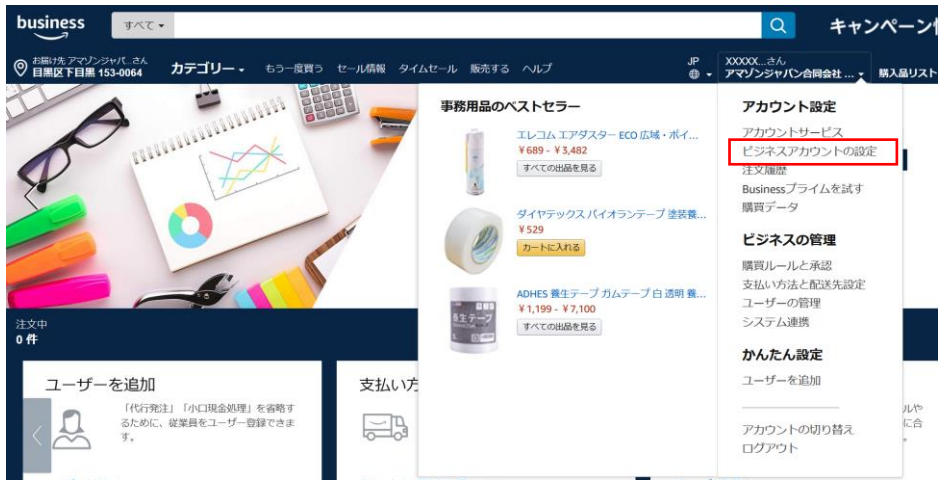 business
すべて
キャンペーン
お届け先 アマゾンジャパ...さん
目黒区下目黒 153-0064
カテゴリー
もう一度買う
セール情報
タイムセール
販売する
ヘルプ
JP
XXXXX...さん
アマゾンジャパン合同会社 ...
購入品リスト
事務用品のベストセラー
エレコム エアダスター ECO 広域・ポイ...
¥689 - ¥3,482
すべての出品を見る
ダイヤテックス パイオランテープ 塗装養...
¥529
カートに入れる
ADHES 養生テープ ガムテープ 白 透明 養...
¥1,199 - ¥7,100
すべての出品を見る
アカウント設定
アカウントサービス
ビジネスアカウントの設定
注文履歴
Businessプライムを試す
購買データ
ビジネスの管理
購買ルールと承認
支払い方法と配送先設定
ユーザーの管理
システム連携
かんたん設定
ユーザーを追加
アカウントの切り替え
ログアウト
注文中
0 件
ユーザーを追加
「代行発注」「小口現金処理」を省略す
るために、従業員をユーザー登録できま
す。
支払い方
ルや
に合